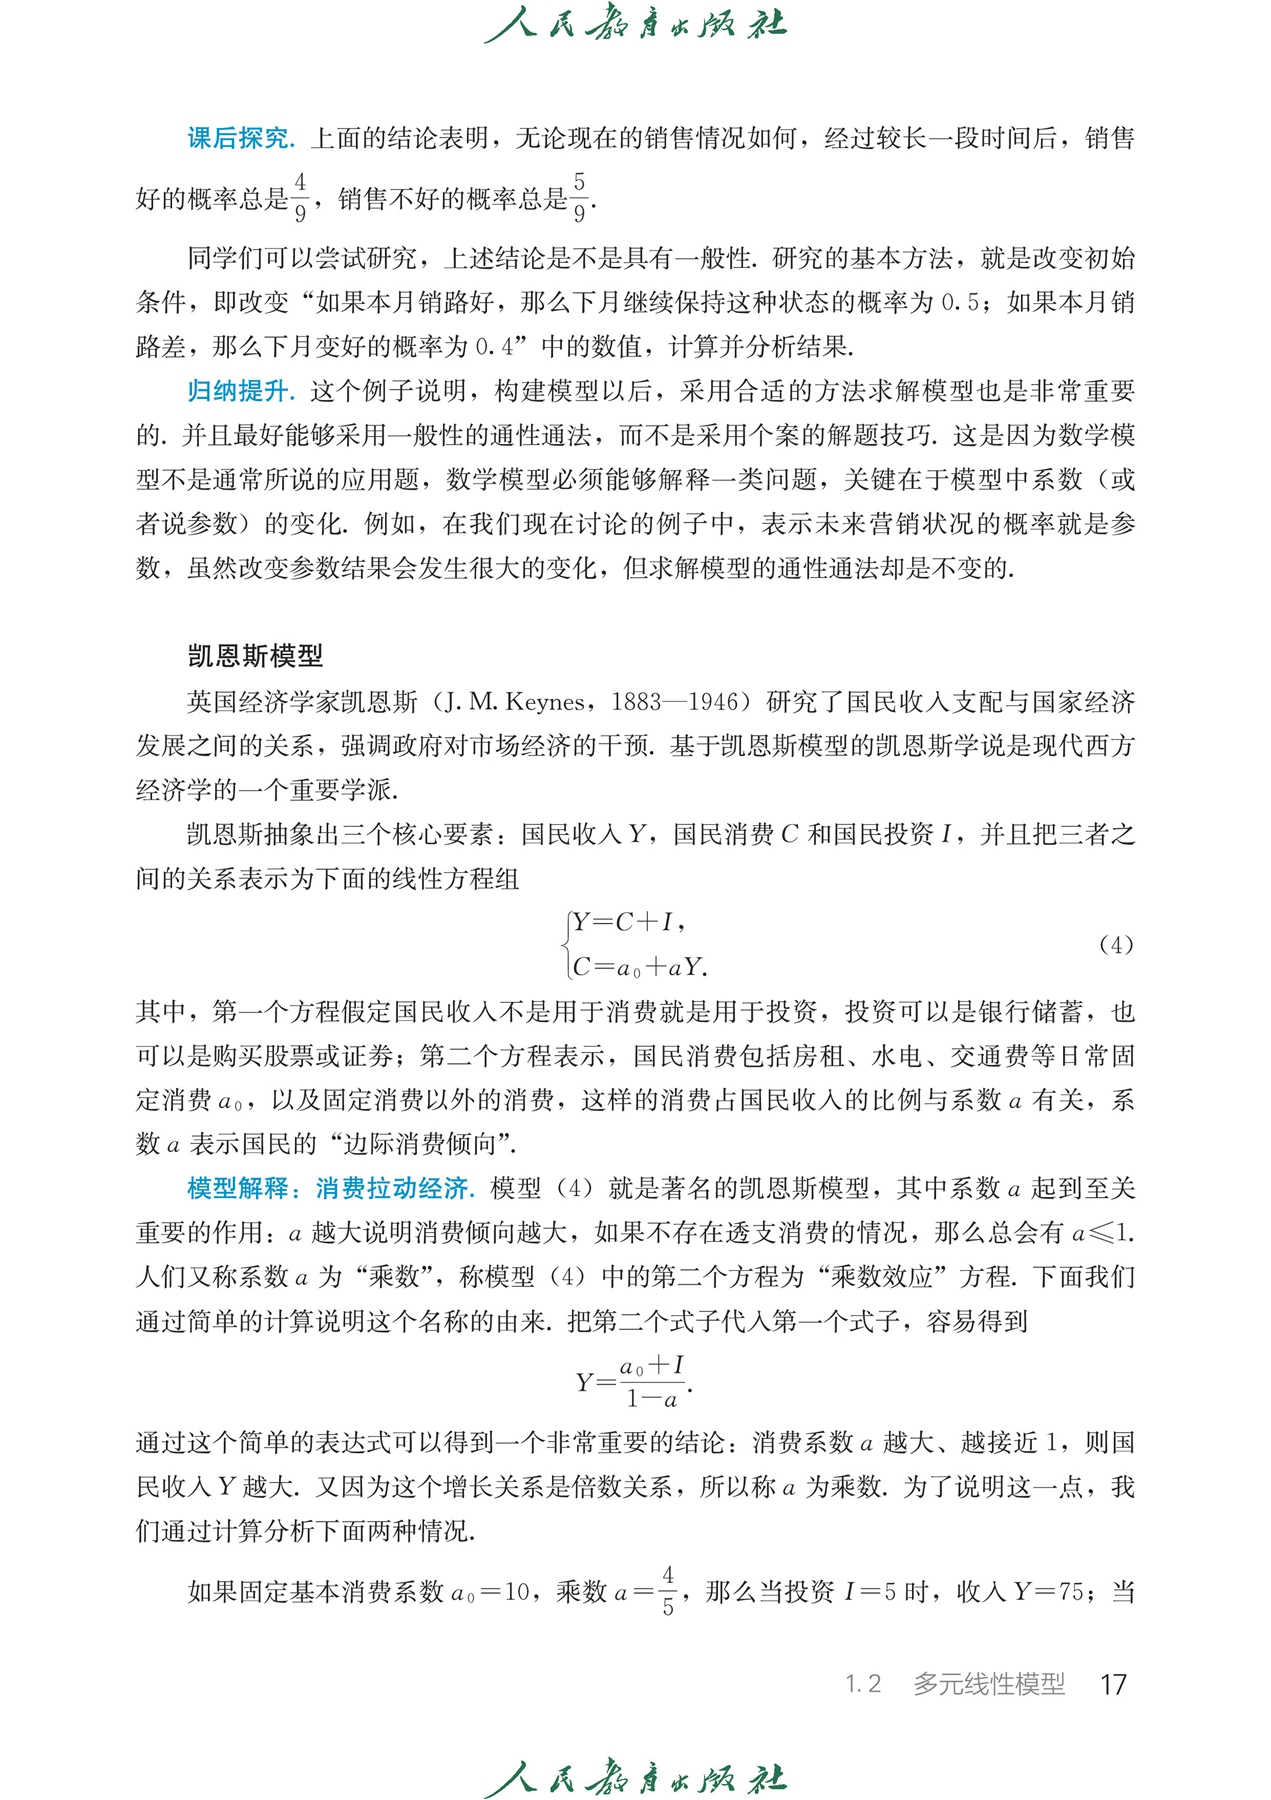 人民教育出版社
课后探究. 上面的结论表明，无论现在的销售情况如何，经过较长一段时间后，销售
好的概率总是4/9，销售不好的概率总是5/9.
同学们可以尝试研究，上述结论是不是具有一般性. 研究的基本方法，就是改变初始
条件，即改变“如果本月销路好，那么下月继续保持这种状态的概率为 0.5；如果本月销
路差，那么下月变好的概率为 0.4”中的数值，计算并分析结果.
归纳提升. 这个例子说明，构建模型以后，采用合适的方法求解模型也是非常重要
的. 并且最好能够采用一般性的通性通法，而不是采用个案的解题技巧. 这是因为数学模
型不是通常所说的应用题，数学模型必须能够解释一类问题，关键在于模型中系数（或
者说参数）的变化. 例如，在我们现在讨论的例子中，表示未来营销状况的概率就是参
数，虽然改变参数结果会发生很大的变化，但求解模型的通性通法却是不变的.
凯恩斯模型
英国经济学家凯恩斯（J. M. Keynes，1883—1946）研究了国民收入支配与国家经济
发展之间的关系，强调政府对市场经济的干预. 基于凯恩斯模型的凯恩斯学说是现代西方
经济学的一个重要学派.
凯恩斯抽象出三个核心要素：国民收入 Y，国民消费 C 和国民投资 I，并且把三者之
间的关系表示为下面的线性方程组
Y=C+I，
C=a₀+aY.
（4）
其中，第一个方程假定国民收入不是用于消费就是用于投资，投资可以是银行储蓄，也
可以是购买股票或证券；第二个方程表示，国民消费包括房租、水电、交通费等日常固
定消费 a₀，以及固定消费以外的消费，这样的消费占国民收入的比例与系数 a 有关，系
数 a 表示国民的“边际消费倾向”.
模型解释：消费拉动经济. 模型（4）就是著名的凯恩斯模型，其中系数 a 起到至关
重要的作用：a 越大说明消费倾向越大，如果不存在透支消费的情况，那么总会有 a≤1.
人们又称系数 a 为“乘数”，称模型（4）中的第二个方程为“乘数效应”方程. 下面我们
通过简单的计算说明这个名称的由来. 把第二个式子代入第一个式子，容易得到
Y=(a₀+I)/(1-a).
通过这个简单的表达式可以得到一个非常重要的结论：消费系数 a 越大、越接近 1，则国
民收入 Y 越大. 又因为这个增长关系是倍数关系，所以称 a 为乘数. 为了说明这一点，我
们通过计算分析下面两种情况.
如果固定基本消费系数 a₀=10，乘数 a=4/5，那么当投资 I=5 时，收入 Y=75；当
1.2 多元线性模型 17
人民教育出版社